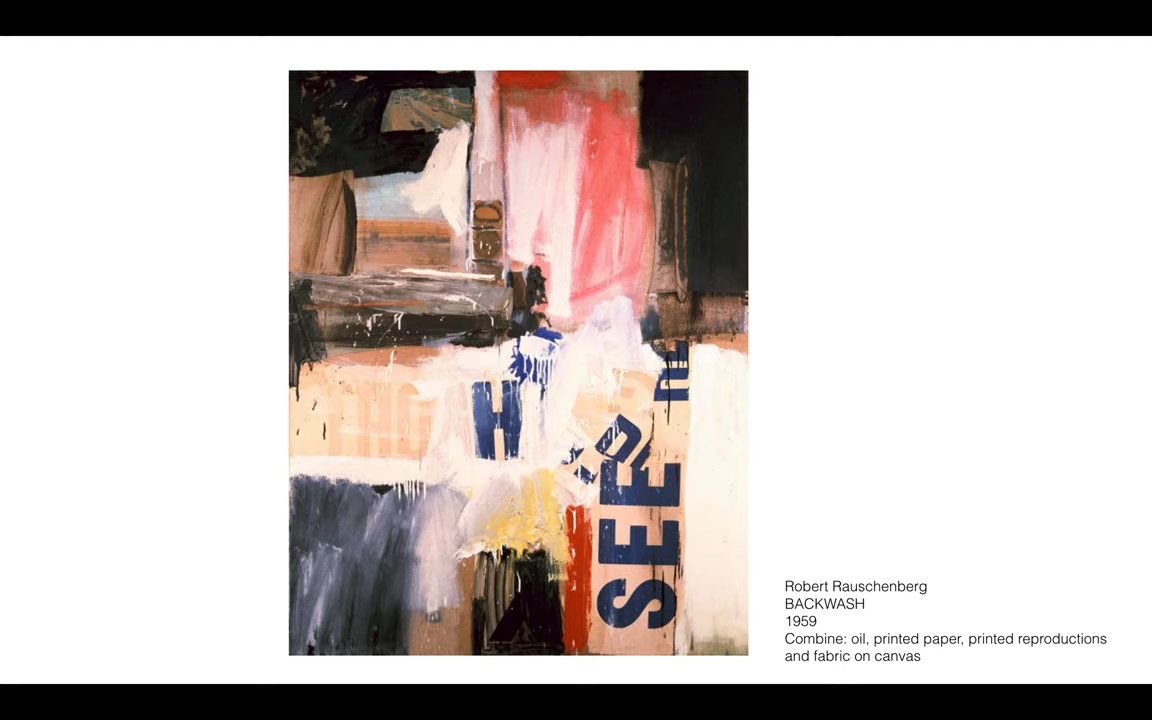 H
SEE
Robert Rauschenberg
BACKWASH
1959
Combine: oil, printed paper, printed reproductions
and fabric on canvas